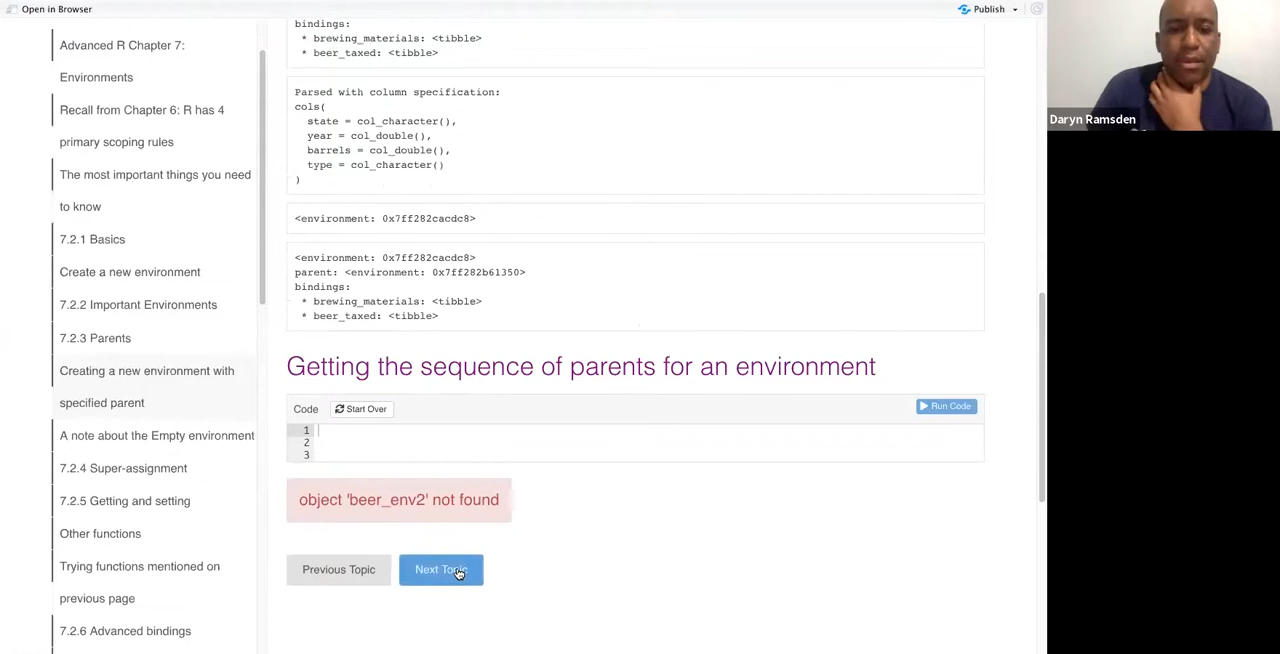 Open in Browser
Publish
Advanced R Chapter 7:
Environments
Recall from Chapter 6: R has 4
primary scoping rules
The most important things you need
to know
7.2.1 Basics
Create a new environment
7.2.2 Important Environments
7.2.3 Parents
Creating a new environment with
specified parent
A note about the Empty environment
7.2.4 Super-assignment
7.2.5 Getting and setting
Other functions
Trying functions mentioned on
previous page
7.2.6 Advanced bindings
bindings:
* brewing_materials: <tibble>
* beer_taxed: <tibble>
Parsed with column specification:
cols(
state = col_character(),
year = col_double(),
barrels = col_double(),
type = col_character()
)
<environment: 0x7ff282cacdc8>
<environment: 0x7ff282cacdc8>
parent: <environment: 0x7ff282b61350>
bindings:
* brewing_materials: <tibble>
* beer_taxed: <tibble>
Getting the sequence of parents for an environment
Code Start Over Run Code
1
2
3
object 'beer_env2' not found
Previous Topic Next Topic
Daryn Ramsden